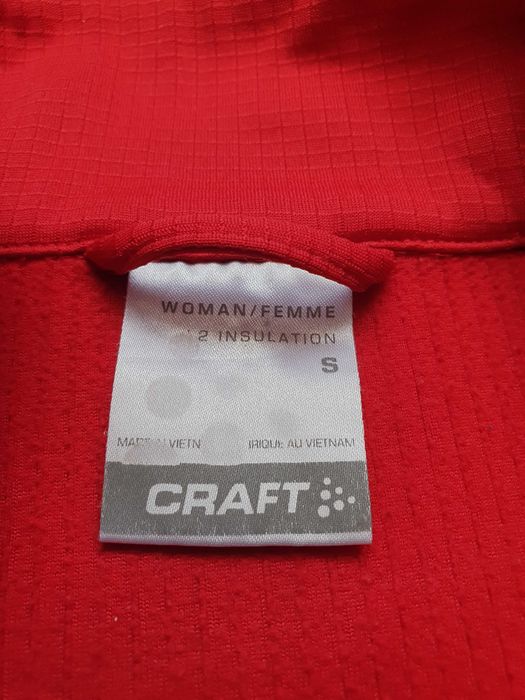 WOMAN/FEMME
2 INSULATION
S
IRIQUE AU VIETNAM
CRAFT